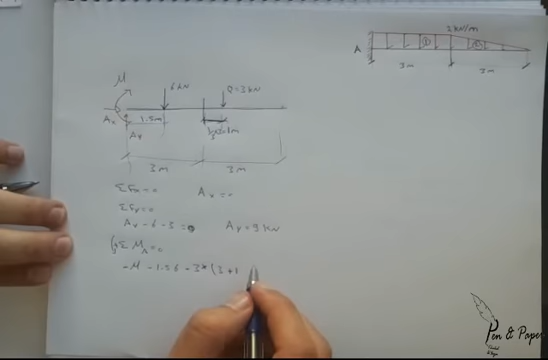 2 kN/m
A
3m 3m
M
6 kN Q=3 kN
Ax 1.5m
Ay
3m 3m
ΣFx=0 Ax=0
ΣFy=0
Ay-6-3=0 Ay=9 kN
ΣMA=0
-M-1.5·6-3*(3+1
Pen & Paper